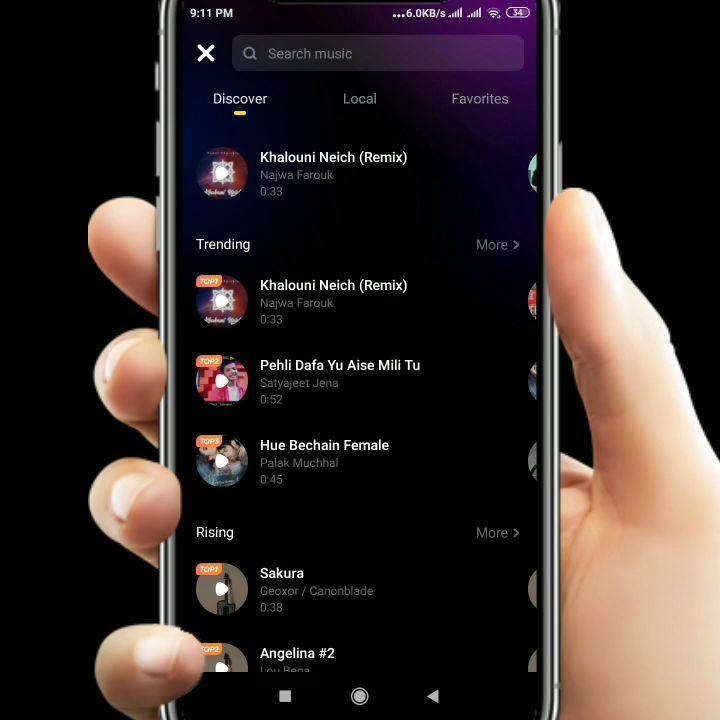 9:11 PM
...6.0KB/s
34
Search music
Discover
Local
Favorites
Khalouni Neich (Remix)
Najwa Farouk
0:33
Trending
More >
TOP1
Khalouni Neich (Remix)
Najwa Farouk
0:33
TOP2
Pehli Dafa Yu Aise Mili Tu
Satyajeet Jena
0:52
TOP3
Hue Bechain Female
Palak Muchhal
0:45
Rising
More >
TOP1
Sakura
Geoxor / Canonblade
0:38
TOP2
Angelina #2
Lou Bega